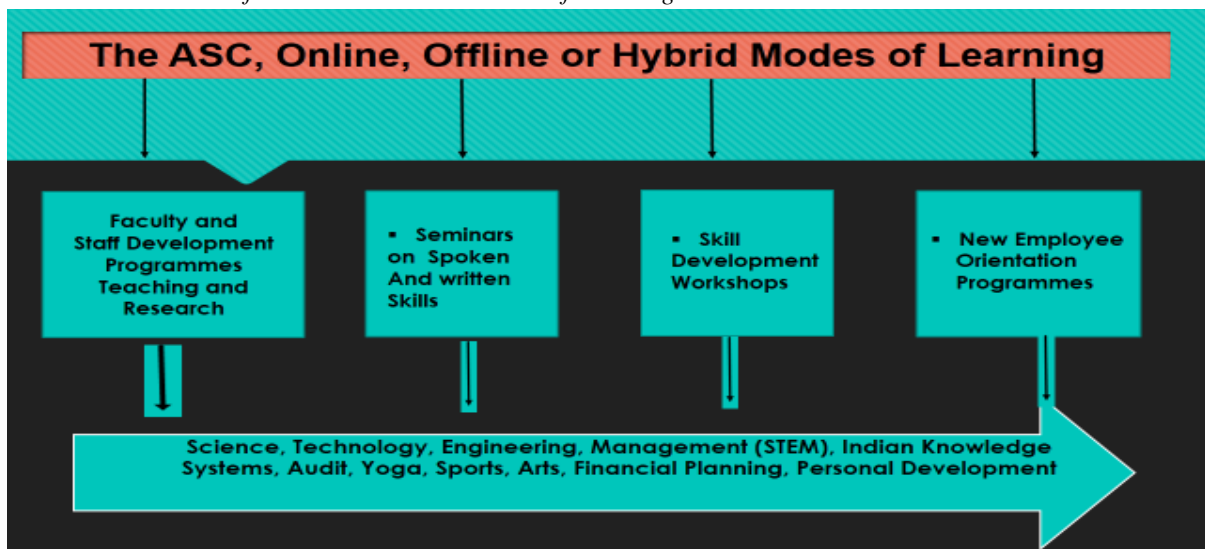 The ASC, Online, Offline or Hybrid Modes of Learning
Faculty and
Staff Development
Programmes
Teaching and
Research
▪ Seminars
on Spoken
And written
Skills
▪ Skill
Development
Workshops
▪ New Employee
Orientation
Programmes
Science, Technology, Engineering, Management (STEM), Indian Knowledge
Systems, Audit, Yoga, Sports, Arts, Financial Planning, Personal Development